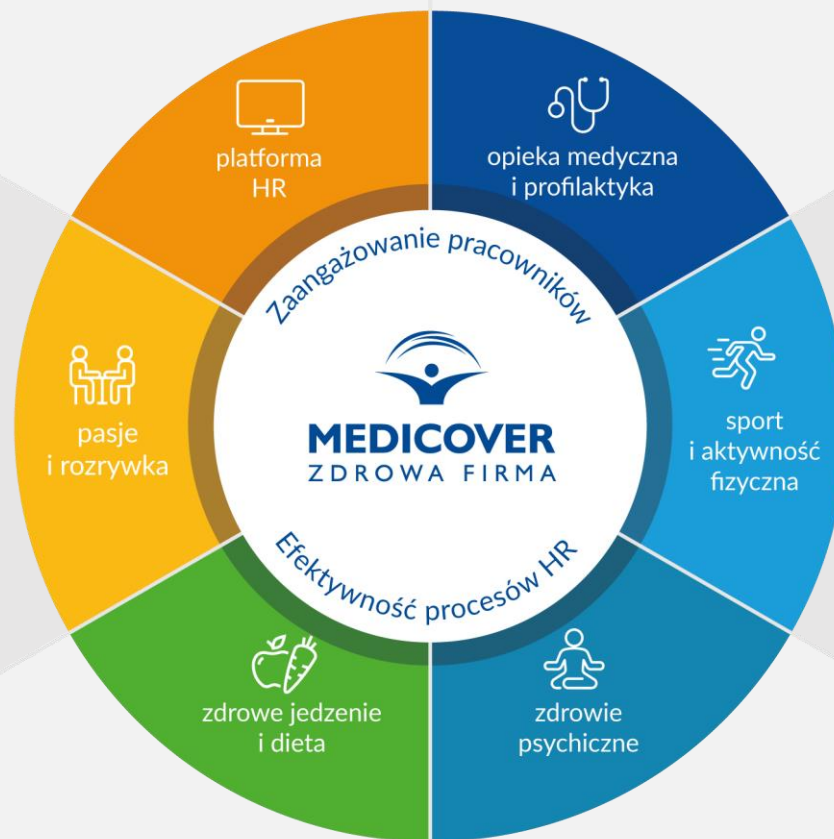 platforma
HR
opieka medyczna
i profilaktyka
Zaangażowanie pracowników
pasje
i rozrywka
MEDICOVER
ZDROWA FIRMA
sport
i aktywność
fizyczna
Efektywność procesów HR
zdrowe jedzenie
i dieta
zdrowie
psychiczne